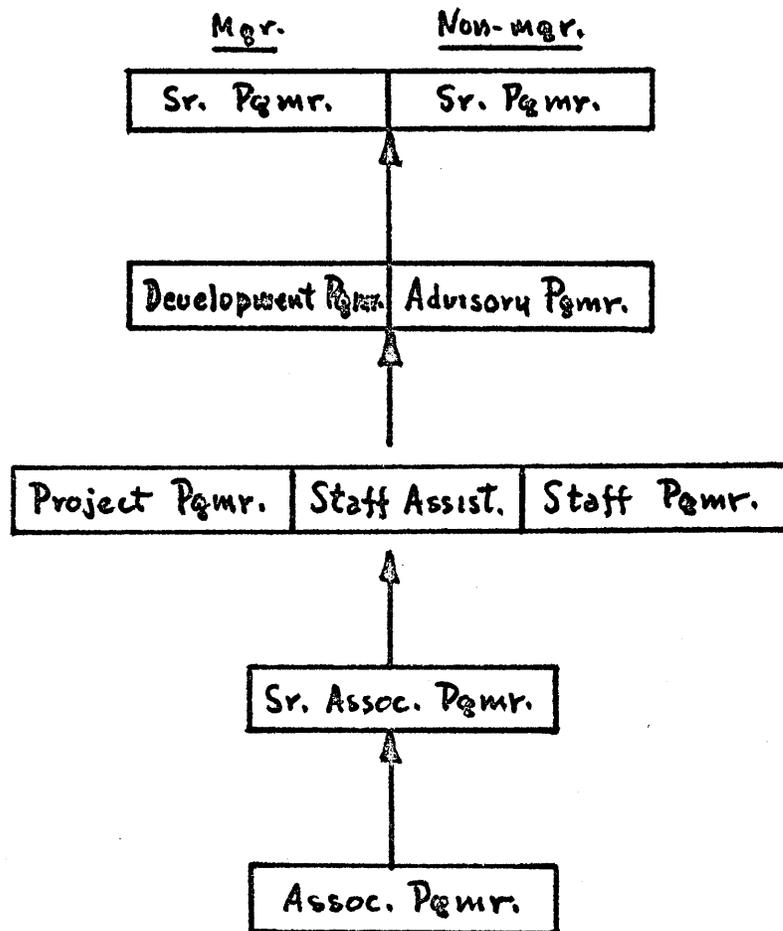 Mgr. Non-mgr.
Sr. Pgmr. Sr. Pgmr.
Development Pgmr. Advisory Pgmr.
Project Pgmr. Staff Assist. Staff Pgmr.
Sr. Assoc. Pgmr.
Assoc. Pgmr.